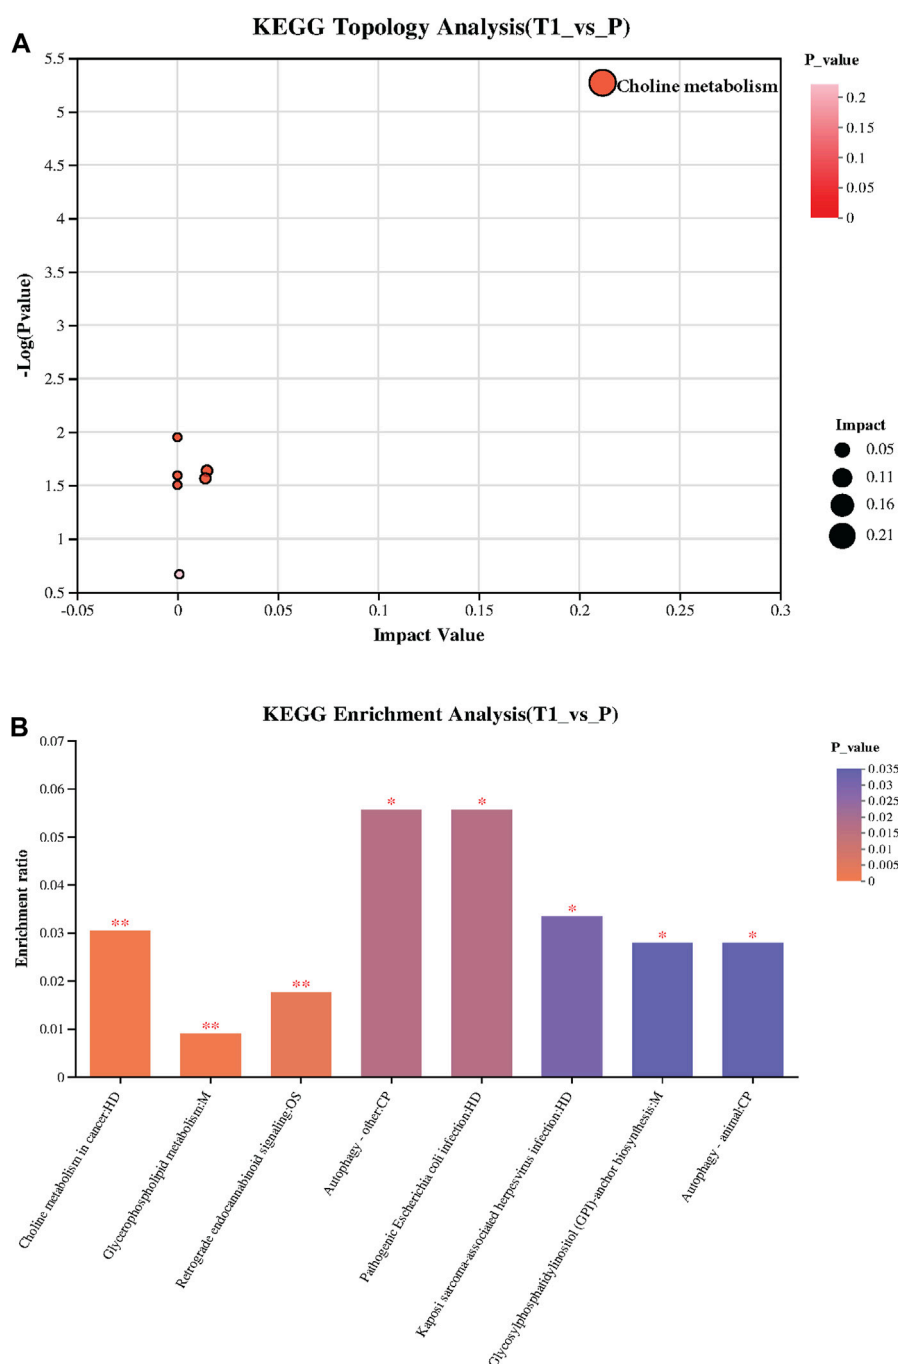 A
KEGG Topology Analysis(T1_vs_P)
P_value
0.2
0.15
0.1
0.05
0
5.5
5
4.5
4
3.5
3
2.5
2
1.5
1
0.5
-Log(Pvalue)
Choline metabolism
Impact
0.05
0.11
0.16
0.21
-0.05
0
0.05
0.1
0.15
0.2
0.25
0.3
Impact Value
B
KEGG Enrichment Analysis(T1_vs_P)
P_value
0.035
0.03
0.025
0.02
0.015
0.01
0.005
0
0.07
0.06
0.05
0.04
0.03
0.02
0.01
0
Enrichment ratio
**
**
**
*
*
*
*
*
Choline metabolism in cancer:HD
Glycerophospholipid metabolism:M
Retrograde endocannabinoid signaling:OS
Autophagy - other:CP
Pathogenic Escherichia coli infection:HD
Kaposi sarcoma-associated herpesvirus infection:HD
Glycosylphosphatidylinositol (GPI)-anchor biosynthesis:M
Autophagy - animal:CP